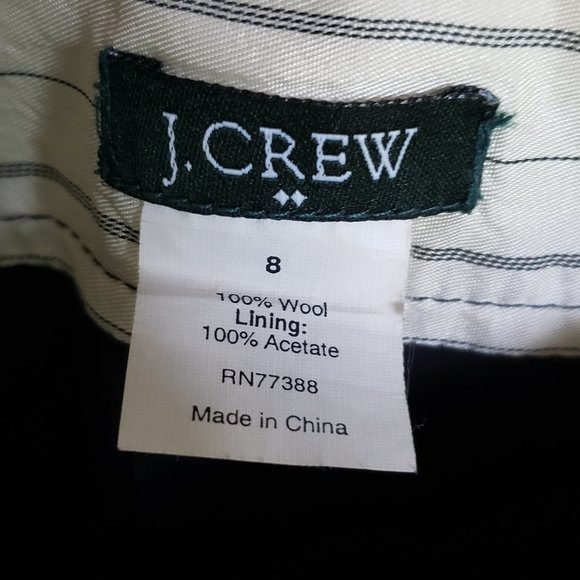 J.CREW
8
100% Wool
Lining:
100% Acetate
RN77388
Made in China